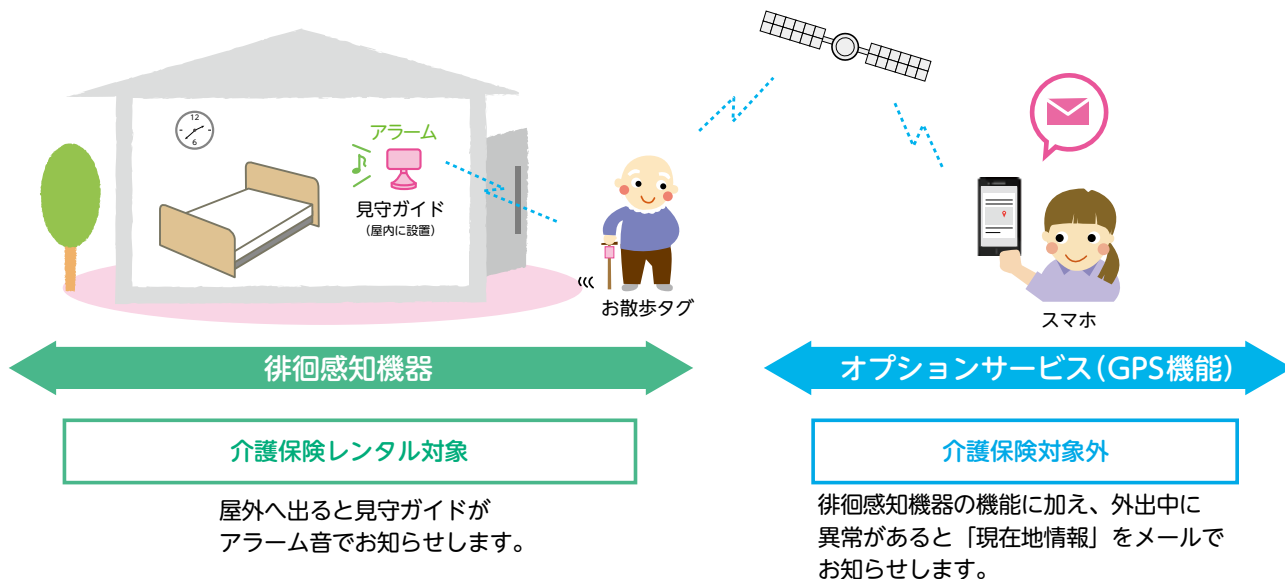 12
6
アラーム
見守ガイド
（屋内に設置）
お散歩タグ
スマホ
徘徊感知機器
オプションサービス（GPS機能）
介護保険レンタル対象
介護保険対象外
屋外へ出ると見守ガイドが
アラーム音でお知らせします。
徘徊感知機器の機能に加え、外出中に
異常があると「現在地情報」をメールで
お知らせします。